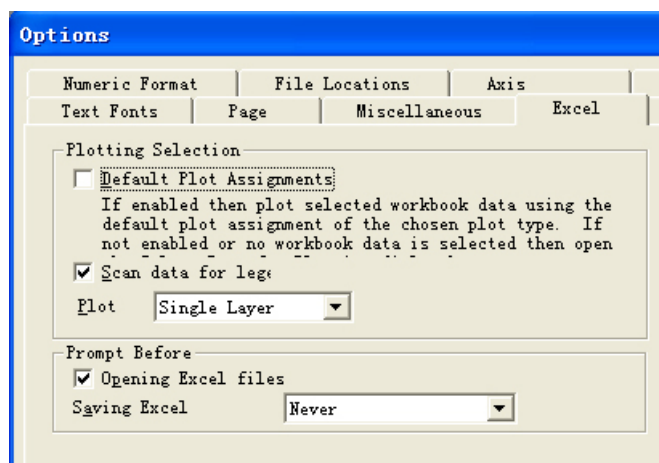 Options
Numeric Format File Locations Axis
Text Fonts Page Miscellaneous Excel
Plotting Selection
Default Plot Assignments
If enabled then plot selected workbook data using the
default plot assignment of the chosen plot type. If
not enabled or no workbook data is selected then open
Scan data for lege
Plot Single Layer
Prompt Before
Opening Excel files
Saving Excel Never